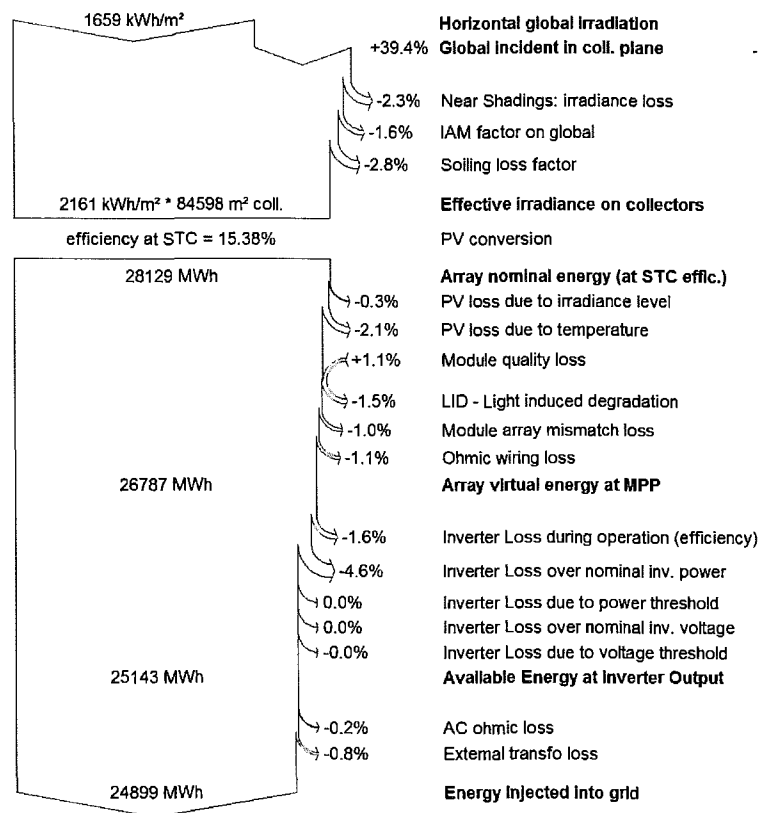 1659 kWh/m² Horizontal global irradiation
+39.4% Global incident in coll. plane
-2.3% Near Shadings: irradiance loss
-1.6% IAM factor on global
-2.8% Soiling loss factor
2161 kWh/m² * 84598 m² coll. Effective irradiance on collectors
efficiency at STC = 15.38% PV conversion
28129 MWh Array nominal energy (at STC effic.)
-0.3% PV loss due to irradiance level
-2.1% PV loss due to temperature
+1.1% Module quality loss
-1.5% LID - Light induced degradation
-1.0% Module array mismatch loss
-1.1% Ohmic wiring loss
26787 MWh Array virtual energy at MPP
-1.6% Inverter Loss during operation (efficiency)
-4.6% Inverter Loss over nominal inv. power
0.0% Inverter Loss due to power threshold
0.0% Inverter Loss over nominal inv. voltage
-0.0% Inverter Loss due to voltage threshold
25143 MWh Available Energy at Inverter Output
-0.2% AC ohmic loss
-0.8% External transfo loss
24899 MWh Energy injected into grid